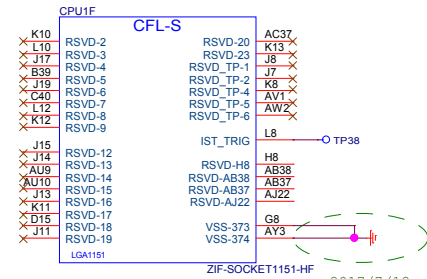 CPU1F
CFL-S
K10 RSVD-2 RSVD-20 AC37
L10 RSVD-3 RSVD-23 K13
J17 RSVD-4 RSVD_TP-1 J8
B39 RSVD-5 RSVD_TP-2 J7
J19 RSVD-6 RSVD_TP-4 K8
C40 RSVD-7 RSVD_TP-5 AV1
L12 RSVD-8 RSVD_TP-6 AW2
K12 RSVD-9
IST_TRIG L8 TP38
J15 RSVD-12
J14 RSVD-13 RSVD-H8 H8
AU9 RSVD-14 RSVD-AB38 AB38
AU10 RSVD-15 RSVD-AB37 AB37
J13 RSVD-16 RSVD-AJ22 AJ22
K11 RSVD-17
D15 RSVD-18 VSS-373 G8
J11 RSVD-19 VSS-374 AY3
LGA1151
ZIF-SOCKET1151-HF